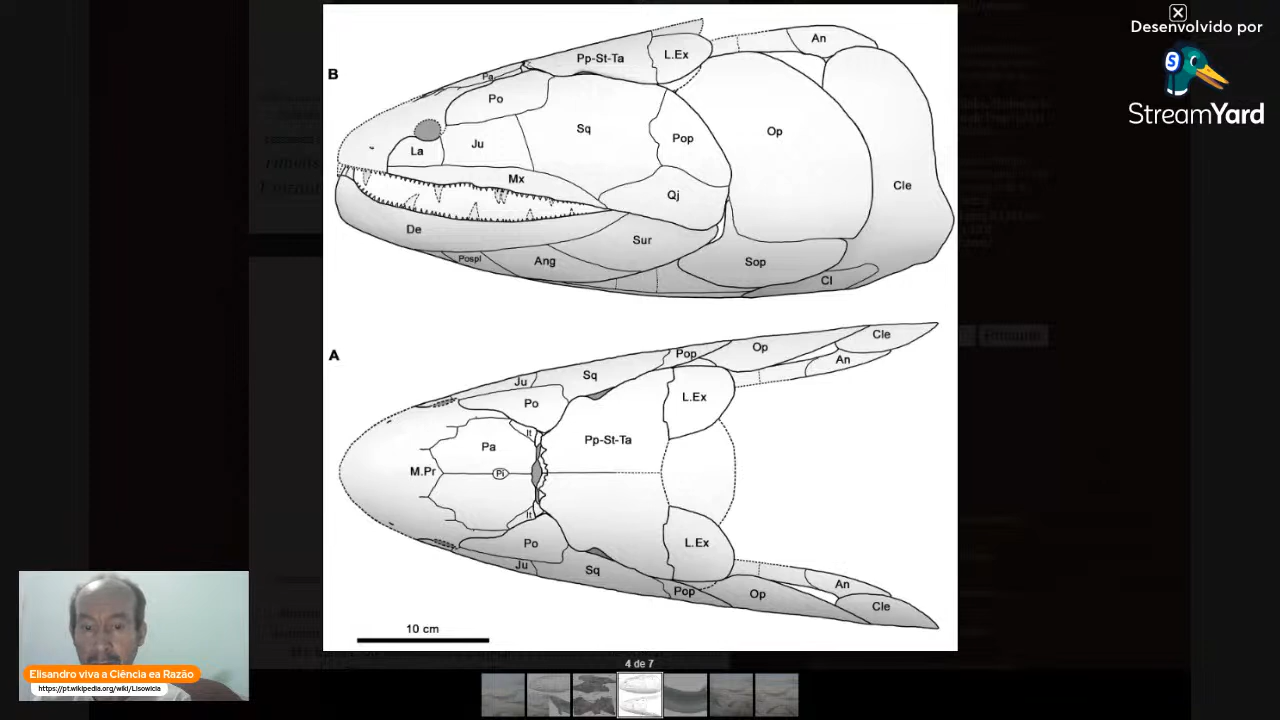 Desenvolvido por
StreamYard
B
Pa
Pp-St-Ta
L.Ex
An
Po
Sq
Pop
Op
La
Ju
Mx
Qj
Cle
De
Sur
Pospl
Ang
Sop
Cl
A
Ju
Sq
Pop
Op
Cle
An
Po
It
L.Ex
Pa
Pp-St-Ta
M.Pr
Pi
It
Po
L.Ex
Ju
Sq
Pop
Op
An
Cle
10 cm
4 de 7
Elisandro viva a Ciência ea Razão
https://pt.wikipedia.org/wiki/Lisowicia